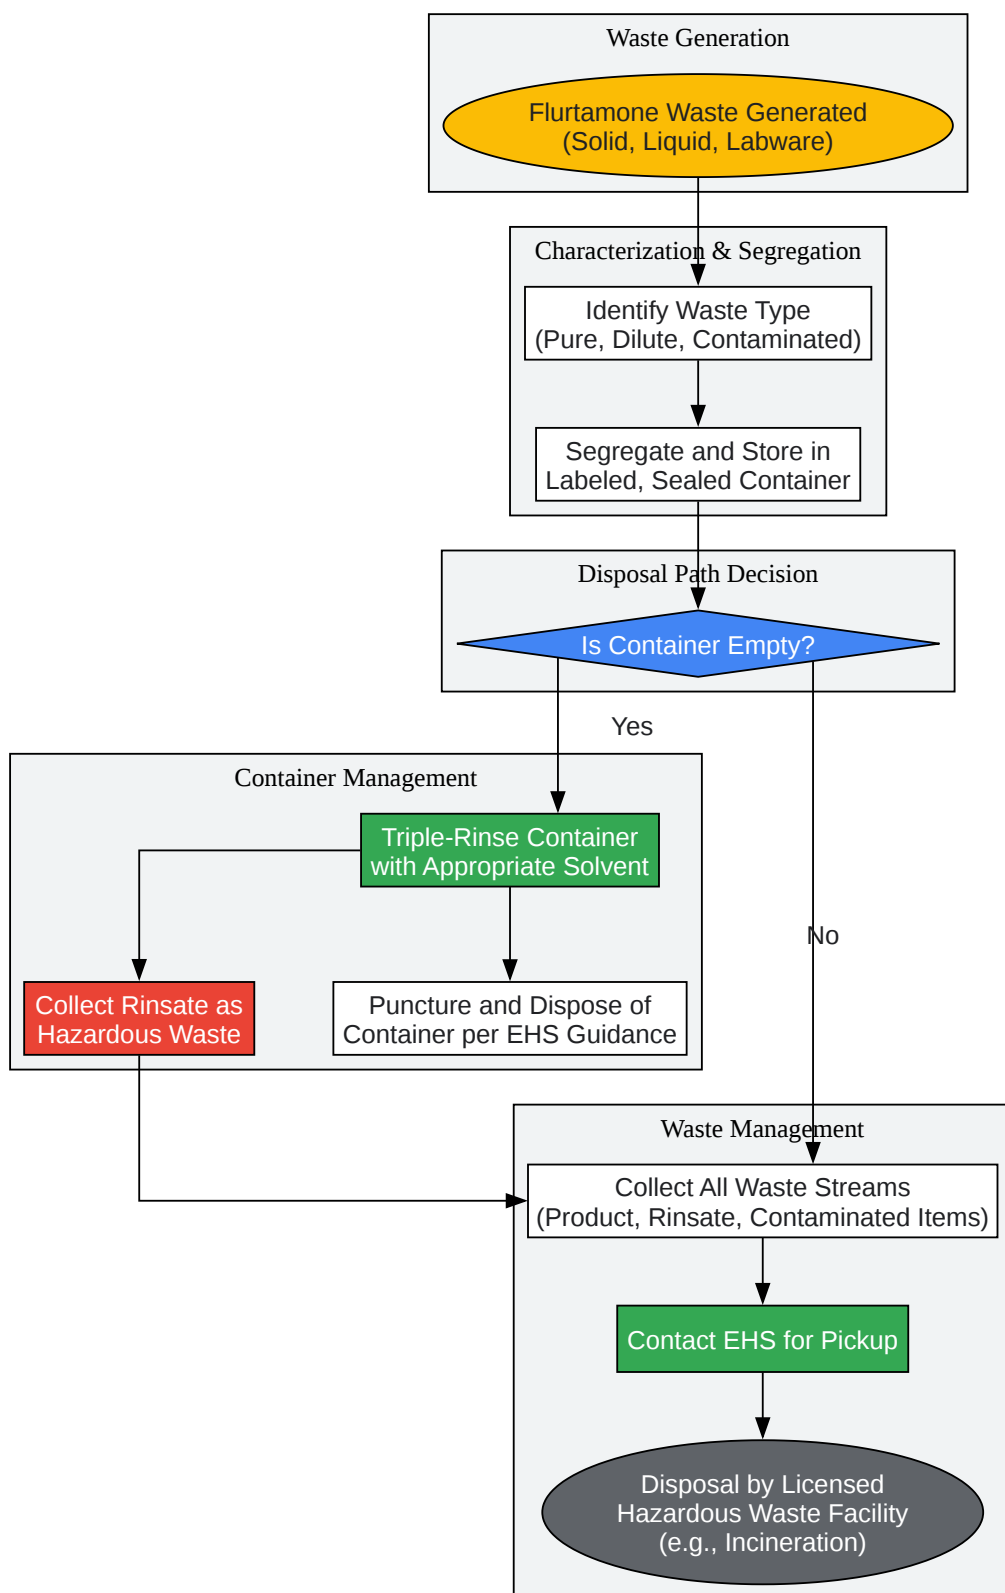 Waste Generation
Flurtamone Waste Generated
(Solid, Liquid, Labware)
Characterization & Segregation
Identify Waste Type
(Pure, Dilute, Contaminated)
Segregate and Store in
Labeled, Sealed Container
Disposal Path Decision
Is Container Empty?
Yes
Container Management
Triple-Rinse Container
with Appropriate Solvent
No
Collect Rinsate as
Hazardous Waste
Puncture and Dispose of
Container per EHS Guidance
Waste Management
Collect All Waste Streams
(Product, Rinsate, Contaminated Items)
Contact EHS for Pickup
Disposal by Licensed
Hazardous Waste Facility
(e.g., Incineration)